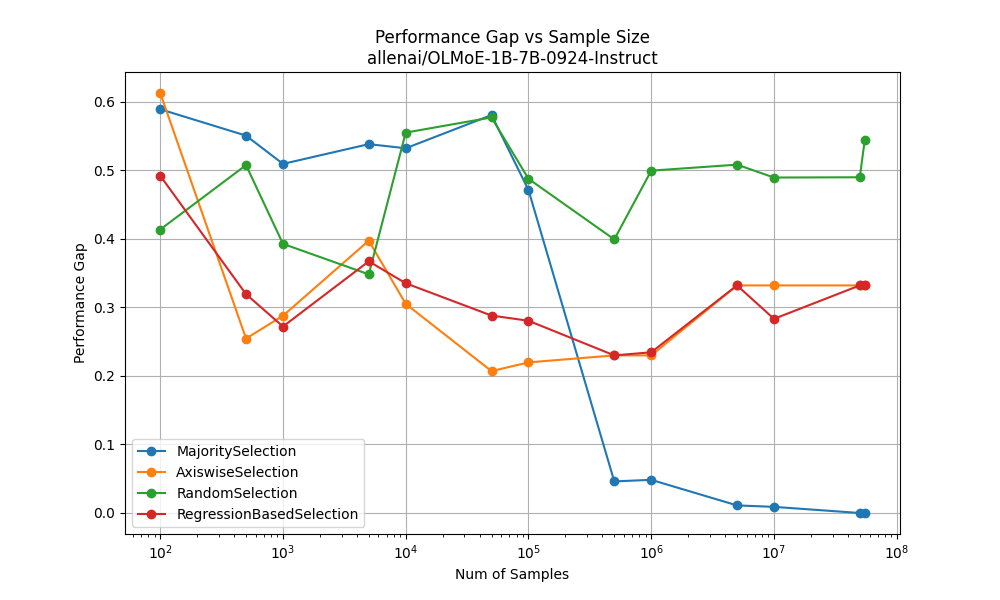 Performance Gap vs Sample Size
allenai/OLMoE-1B-7B-0924-Instruct
Performance Gap
0.6
0.5
0.4
0.3
0.2
0.1
0.0
MajoritySelection
AxiswiseSelection
RandomSelection
RegressionBasedSelection
10² 10³ 10⁴ 10⁵ 10⁶ 10⁷ 10⁸
Num of Samples